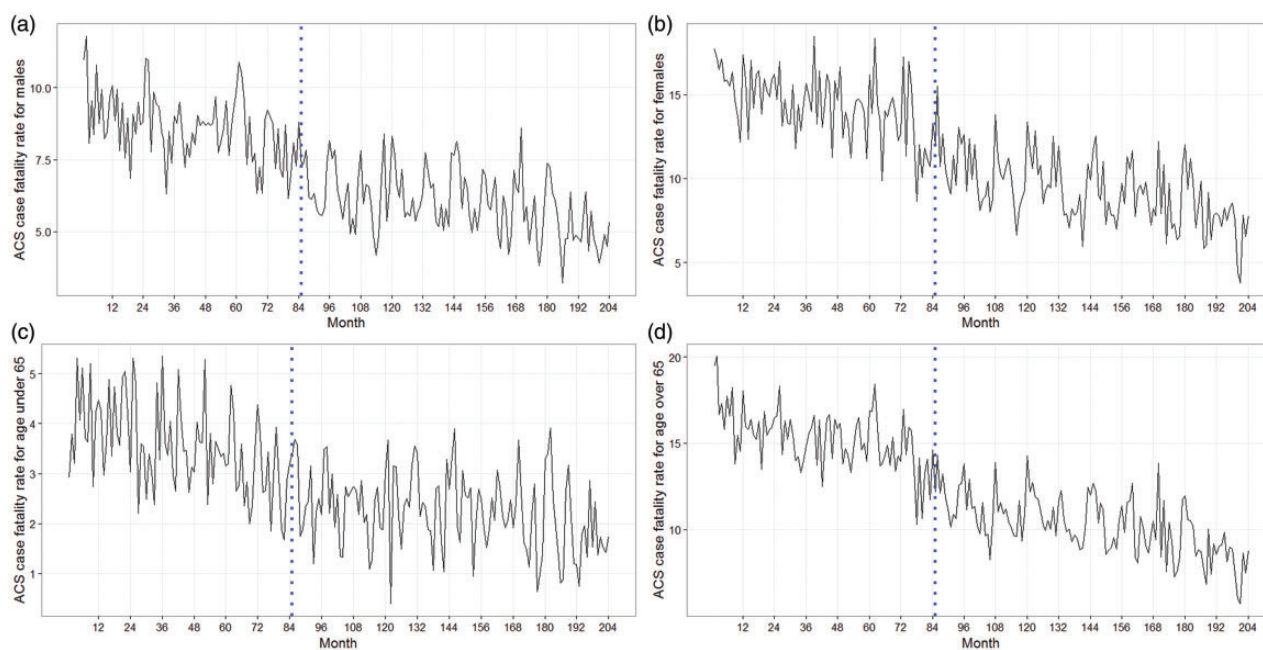 (a)
ACS case fatality rate for males
10.0
7.5
5.0
12 24 36 48 60 72 84 96 108 120 132 144 156 168 180 192 204
Month
(b)
ACS case fatality rate for females
15
10
5
12 24 36 48 60 72 84 96 108 120 132 144 156 168 180 192 204
Month
(c)
ACS case fatality rate for age under 65
5
4
3
2
1
12 24 36 48 60 72 84 96 108 120 132 144 156 168 180 192 204
Month
(d)
ACS case fatality rate for age over 65
20
15
10
12 24 36 48 60 72 84 96 108 120 132 144 156 168 180 192 204
Month